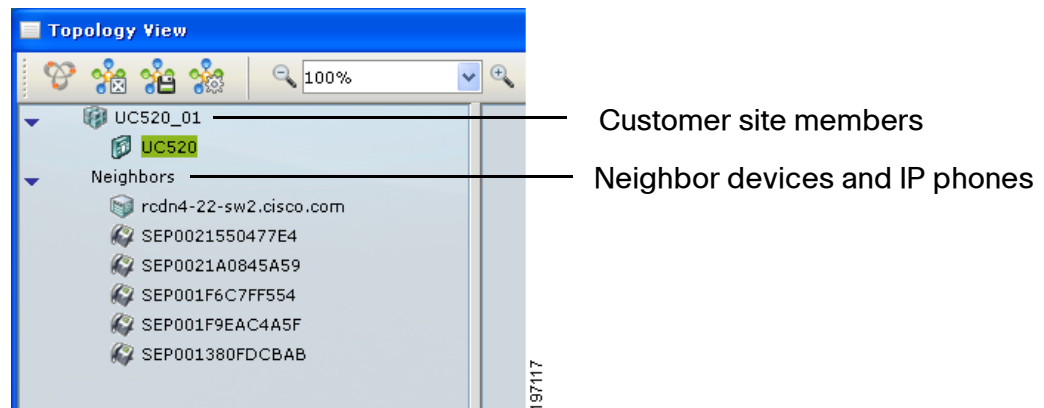 Topology View
100%
UC520_01
Customer site members
UC520
Neighbors
Neighbor devices and IP phones
rcdn4-22-sw2.cisco.com
SEP0021550477E4
SEP0021A0845A59
SEP001F6C7FF554
SEP001F9EAC4A5F
SEP001380FDCBAB
197117